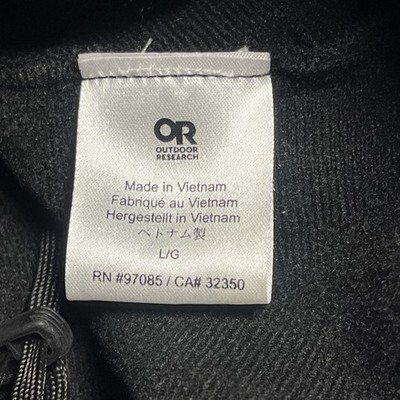 OR
OUTDOOR
RESEARCH
Made in Vietnam
Fabriqué au Vietnam
Hergestellt in Vietnam
ベトナム製
L/G
RN #97085 / CA# 32350